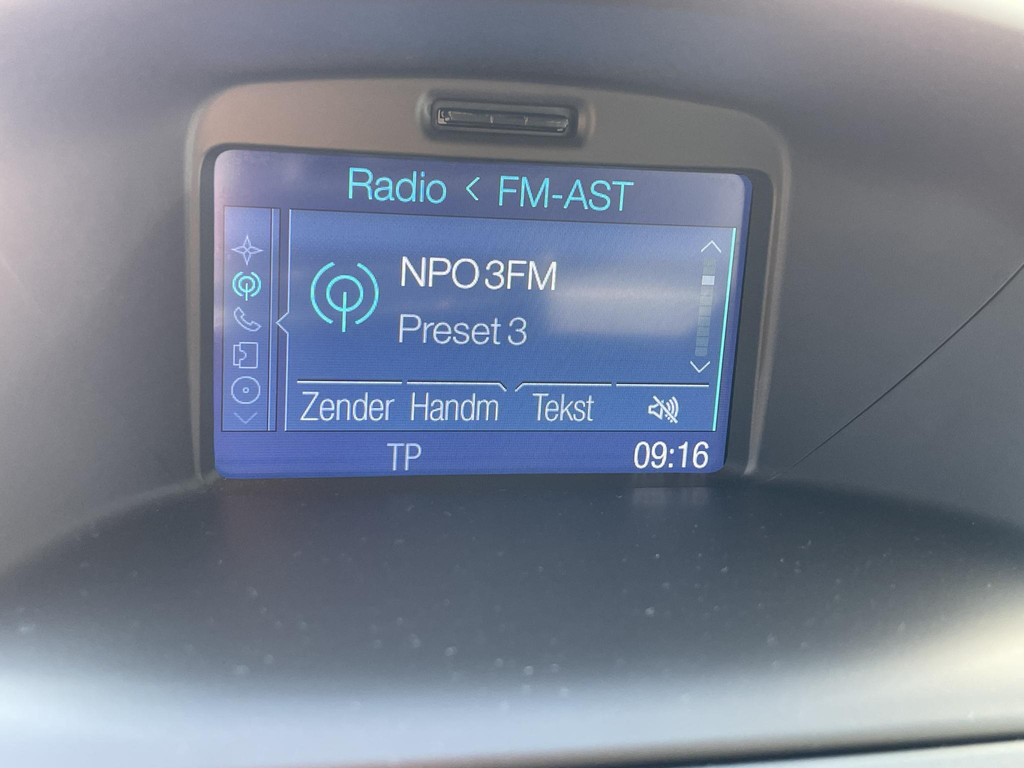 Radio < FM-AST
NPO 3FM
Preset 3
Zender Handm Tekst
TP 09:16